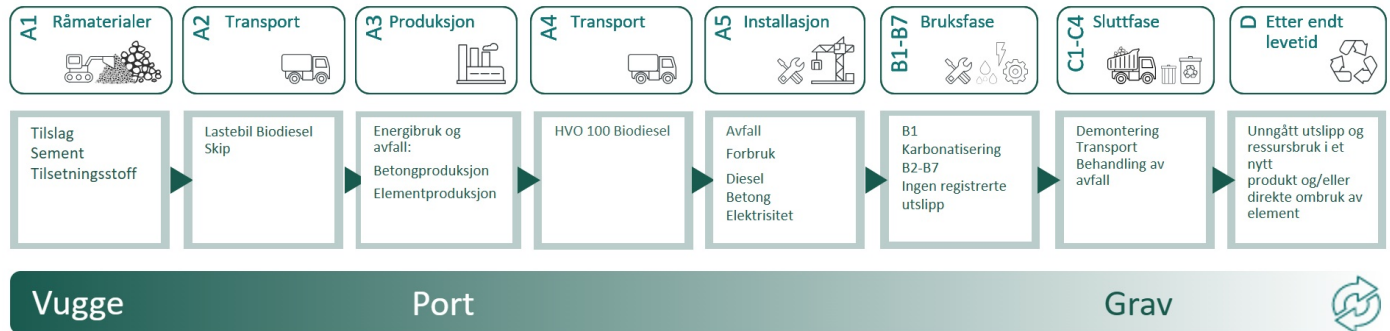 A1 Råmaterialer
A2 Transport
A3 Produksjon
A4 Transport
A5 Installasjon
B1-B7 Bruksfase
C1-C4 Sluttfase
D Etter endt
levetid
Tilslag
Sement
Tilsetningsstoff
Lastebil Biodiesel
Skip
Energibruk og
avfall:
Betongproduksjon
Elementproduksjon
HVO 100 Biodiesel
Avfall
Forbruk
Diesel
Betong
Elektrisitet
B1
Karbonatisering
B2-B7
Ingen registrerte
utslipp
Demontering
Transport
Behandling av
avfall
Unngått utslipp og
ressursbruk i et
nytt
produkt og/eller
direkte ombruk av
element
Vugge
Port
Grav